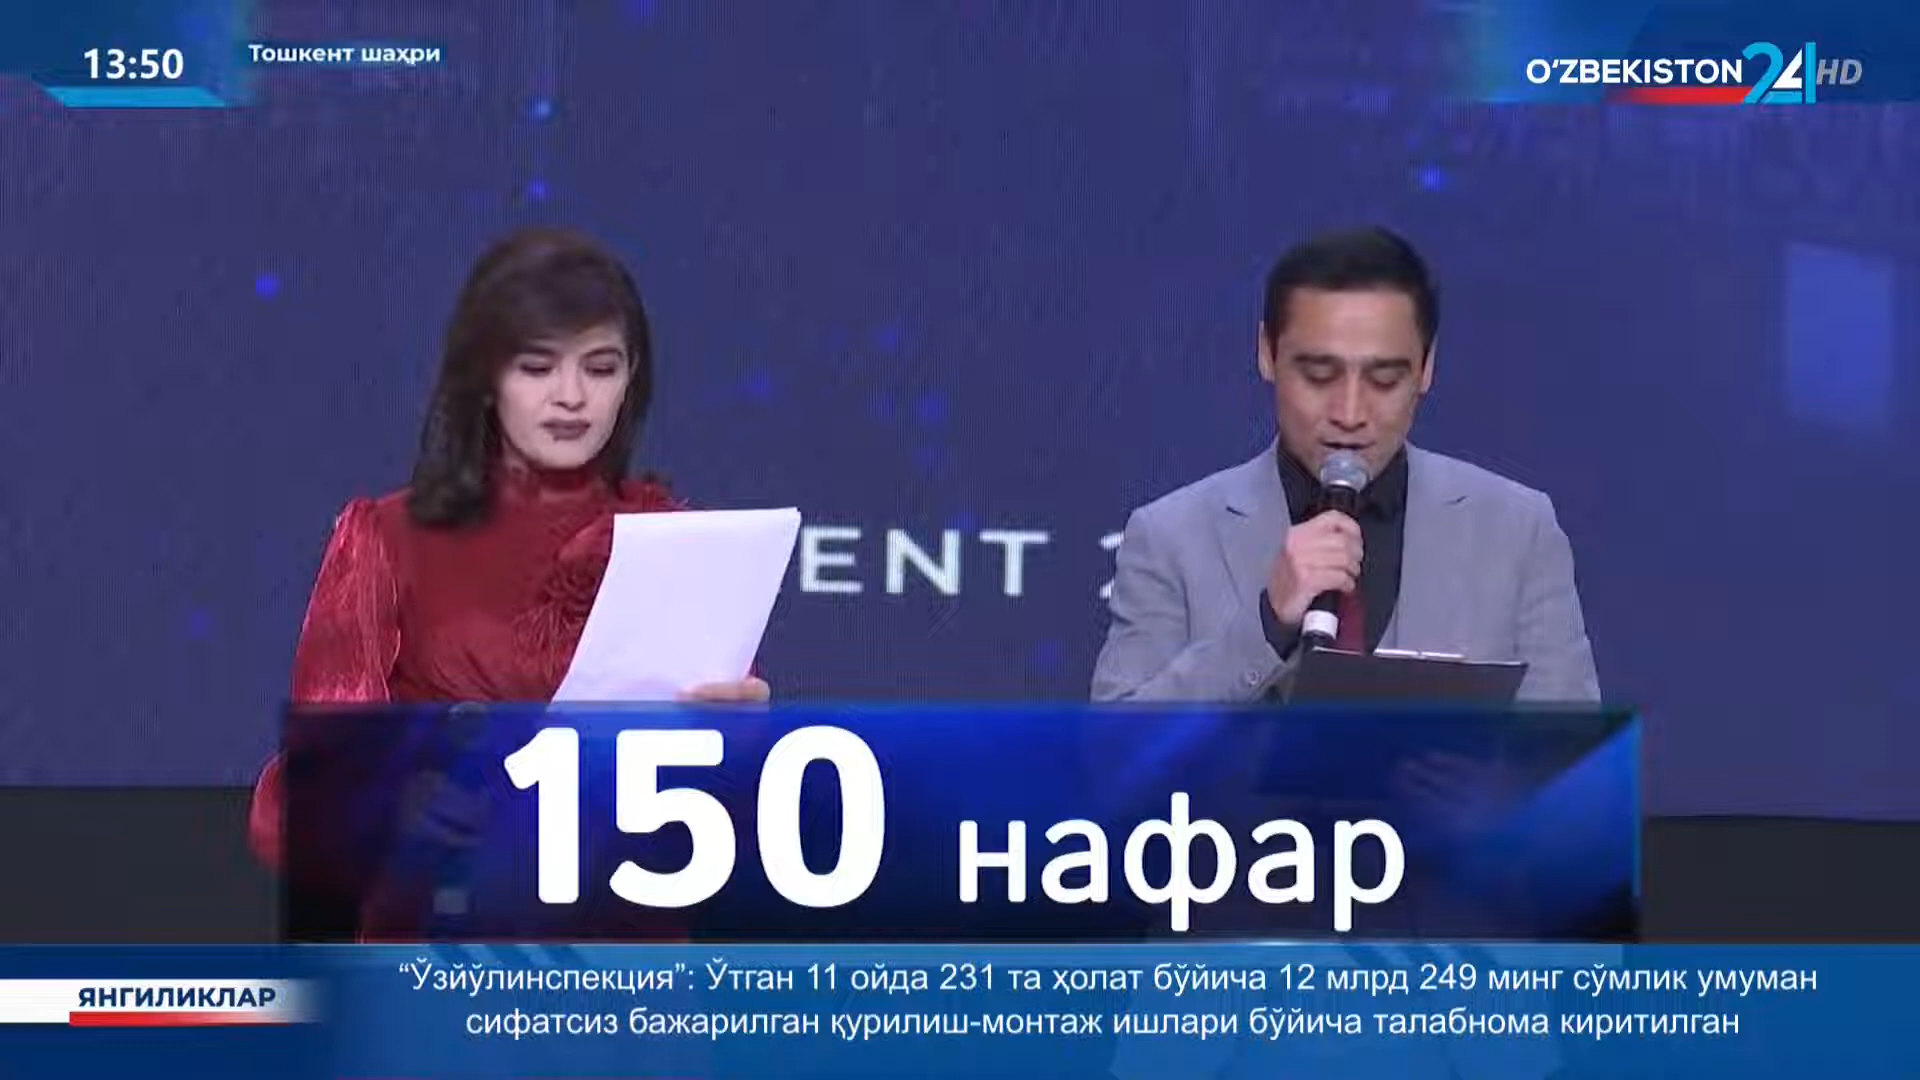 13:50
Тошкент шаҳри
O‘ZBEKISTON 24 HD
ENT
150 нафар
ЯНГИЛИКЛАР
“Ўзйўлинспекция”: Ўтган 11 ойда 231 та ҳолат бўйича 12 млрд 249 минг сўмлик умуман
сифатсиз бажарилган қурилиш-монтаж ишлари бўйича талабнома киритилган